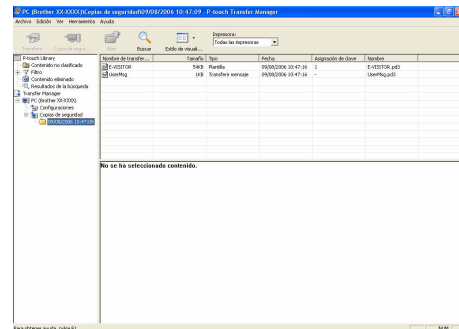 PC (Brother XX-XXXX)\Copias de seguridad\09/08/2006 10:47:09 - P-touch Transfer Manager
Archivo Edición Ver Herramientas Ayuda
Impresora:
Todas las impresoras
Transferir Copia de segur... Abrir Buscar Estilo de visuali...
P-touch Library
Contenido no clasificado
Filtro
Contenido eliminado
Resultados de la búsqueda
Transfer Manager
PC (Brother XX-XXXX)
Configuraciones
Copias de seguridad
09/08/2006 10:47:09
Nombre de transfer... Tamaño Tipo Fecha Asignación de clave Nombre
E-VISITOR 54KB Plantilla 09/08/2006 10:47:16 1 E-VISITOR.pd3
UserMsg 1KB Transferir mensaje 09/08/2006 10:47:16 - UserMsg.pd3
No se ha seleccionado contenido.
Para obtener ayuda, pulse F1
NUM